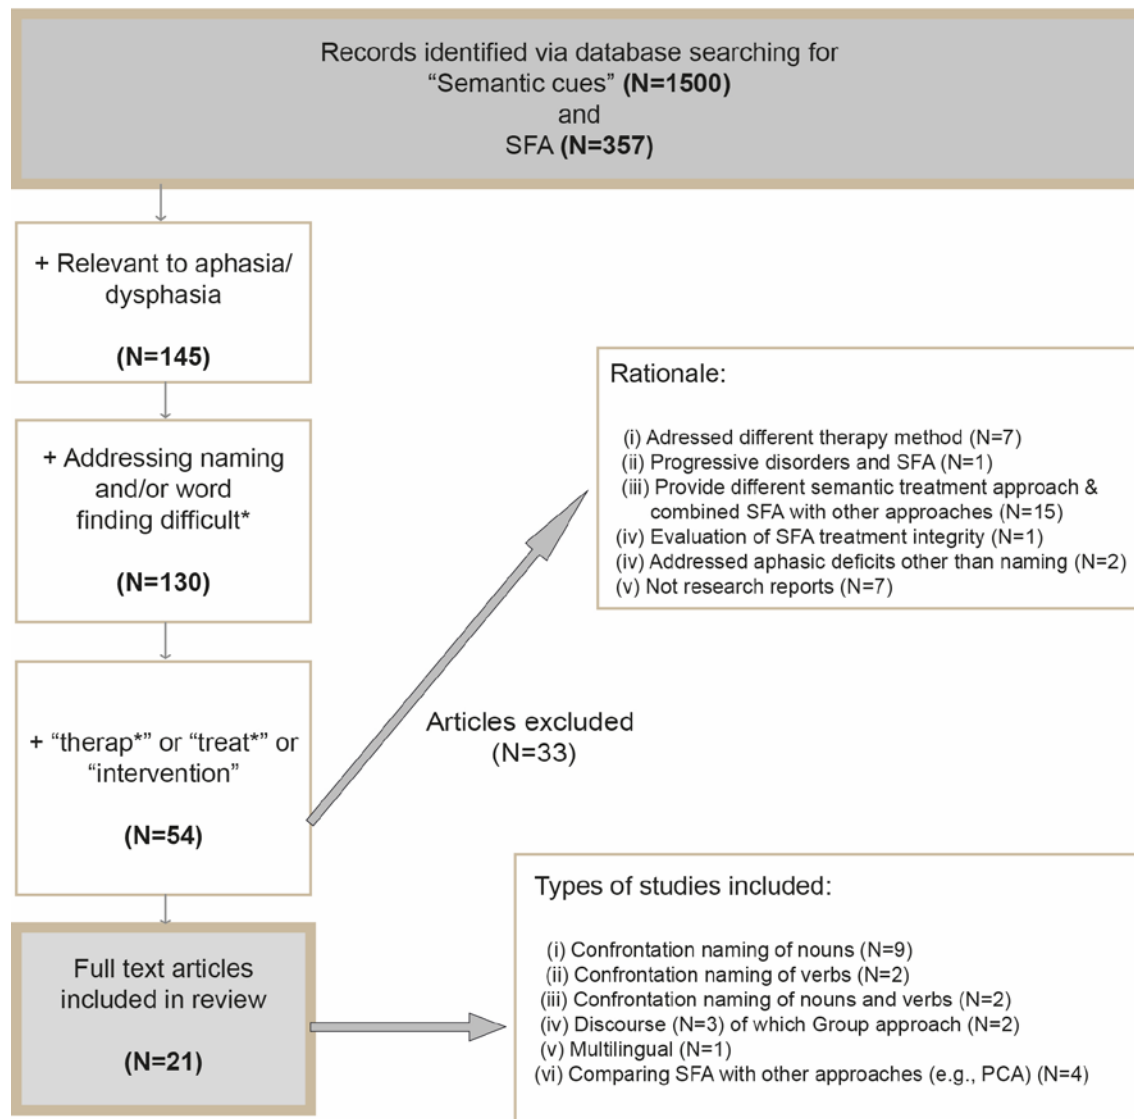 Records identified via database searching for
“Semantic cues” (N=1500)
and
SFA (N=357)
+ Relevant to aphasia/
dysphasia
(N=145)
+ Addressing naming
and/or word
finding difficult*
(N=130)
+ “therap*” or “treat*” or
“intervention”
(N=54)
Articles excluded
(N=33)
Rationale:
(i) Adressed different therapy method (N=7)
(ii) Progressive disorders and SFA (N=1)
(iii) Provide different semantic treatment approach &
combined SFA with other approaches (N=15)
(iv) Evaluation of SFA treatment integrity (N=1)
(iv) Addressed aphasic deficits other than naming (N=2)
(v) Not research reports (N=7)
Full text articles
included in review
(N=21)
Types of studies included:
(i) Confrontation naming of nouns (N=9)
(ii) Confrontation naming of verbs (N=2)
(iii) Confrontation naming of nouns and verbs (N=2)
(iv) Discourse (N=3) of which Group approach (N=2)
(v) Multilingual (N=1)
(vi) Comparing SFA with other approaches (e.g., PCA) (N=4)